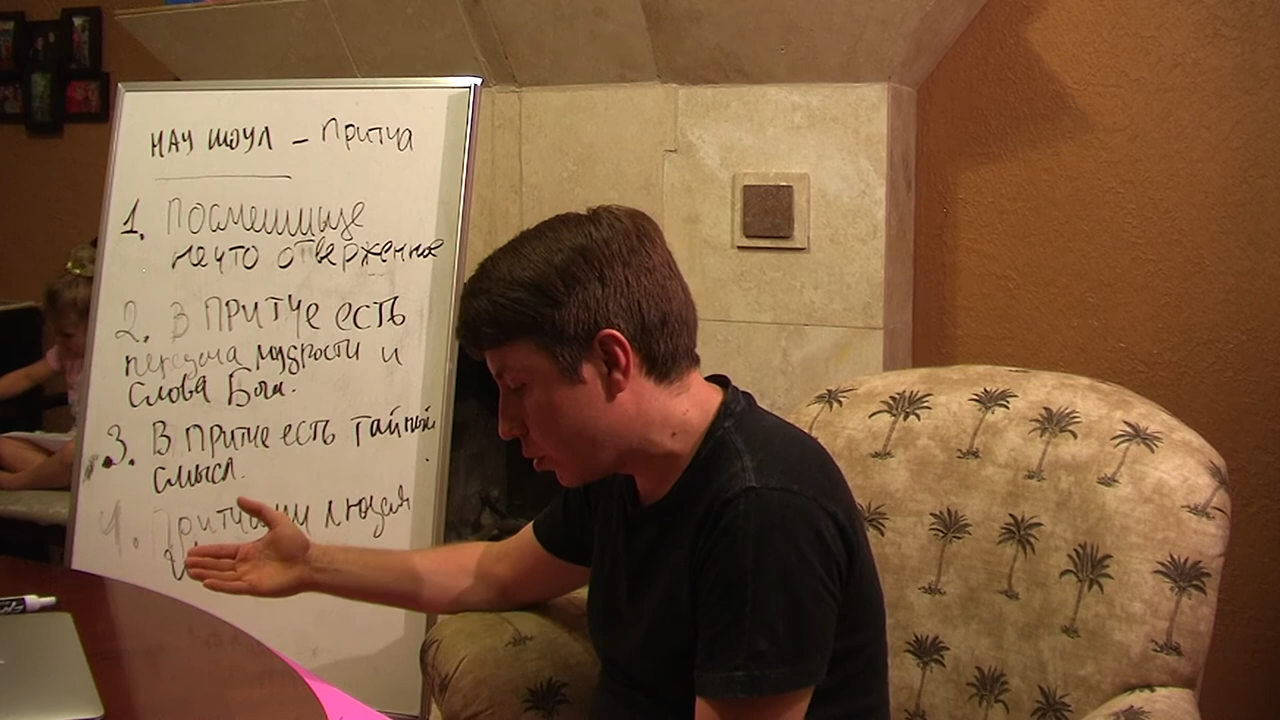 МАУ ШОУЛ – Притча
1. Посмешище
нечто отверженное
2. В притче есть
передача мудрости и
Слова Бога.
3. В притче есть тайный
смысл.
4. Притчами людям